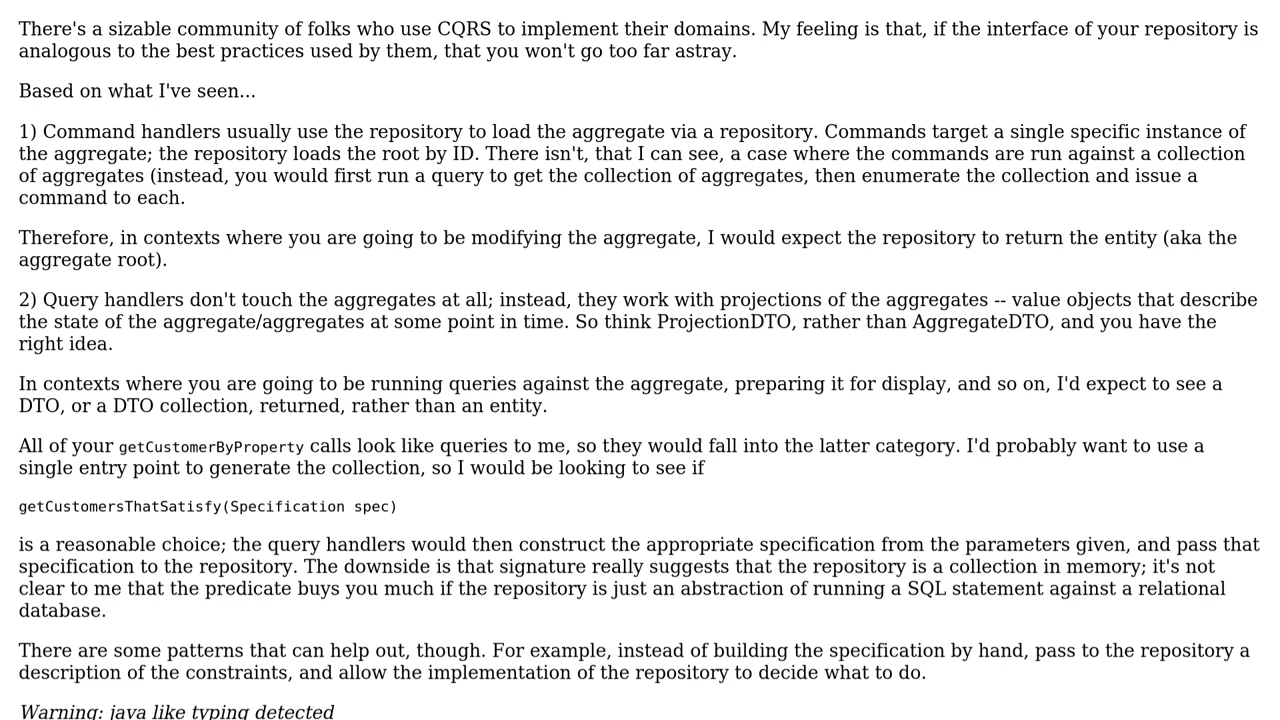 There's a sizable community of folks who use CQRS to implement their domains. My feeling is that, if the interface of your repository is
analogous to the best practices used by them, that you won't go too far astray.
Based on what I've seen...
1) Command handlers usually use the repository to load the aggregate via a repository. Commands target a single specific instance of
the aggregate; the repository loads the root by ID. There isn't, that I can see, a case where the commands are run against a collection
of aggregates (instead, you would first run a query to get the collection of aggregates, then enumerate the collection and issue a
command to each.
Therefore, in contexts where you are going to be modifying the aggregate, I would expect the repository to return the entity (aka the
aggregate root).
2) Query handlers don't touch the aggregates at all; instead, they work with projections of the aggregates -- value objects that describe
the state of the aggregate/aggregates at some point in time. So think ProjectionDTO, rather than AggregateDTO, and you have the
right idea.
In contexts where you are going to be running queries against the aggregate, preparing it for display, and so on, I'd expect to see a
DTO, or a DTO collection, returned, rather than an entity.
All of your getCustomerByProperty calls look like queries to me, so they would fall into the latter category. I'd probably want to use a
single entry point to generate the collection, so I would be looking to see if
getCustomersThatSatisfy(Specification spec)
is a reasonable choice; the query handlers would then construct the appropriate specification from the parameters given, and pass that
specification to the repository. The downside is that signature really suggests that the repository is a collection in memory; it's not
clear to me that the predicate buys you much if the repository is just an abstraction of running a SQL statement against a relational
database.
There are some patterns that can help out, though. For example, instead of building the specification by hand, pass to the repository a
description of the constraints, and allow the implementation of the repository to decide what to do.
Warning: java like typing detected